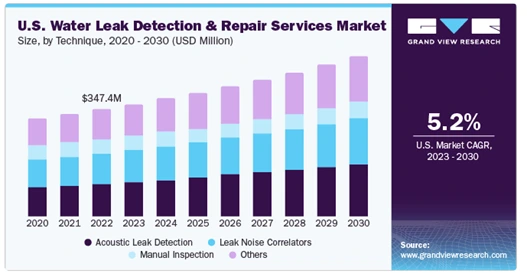 U.S. Water Leak Detection & Repair Services Market
Size, by Technique, 2020 - 2030 (USD Million)
GRAND VIEW RESEARCH
$347.4M
5.2%
U.S. Market CAGR,
2023 - 2030
2020 2021 2022 2023 2024 2025 2026 2027 2028 2029 2030
Acoustic Leak Detection Leak Noise Correlators
Manual Inspection Others
Source:
www.grandviewresearch.com